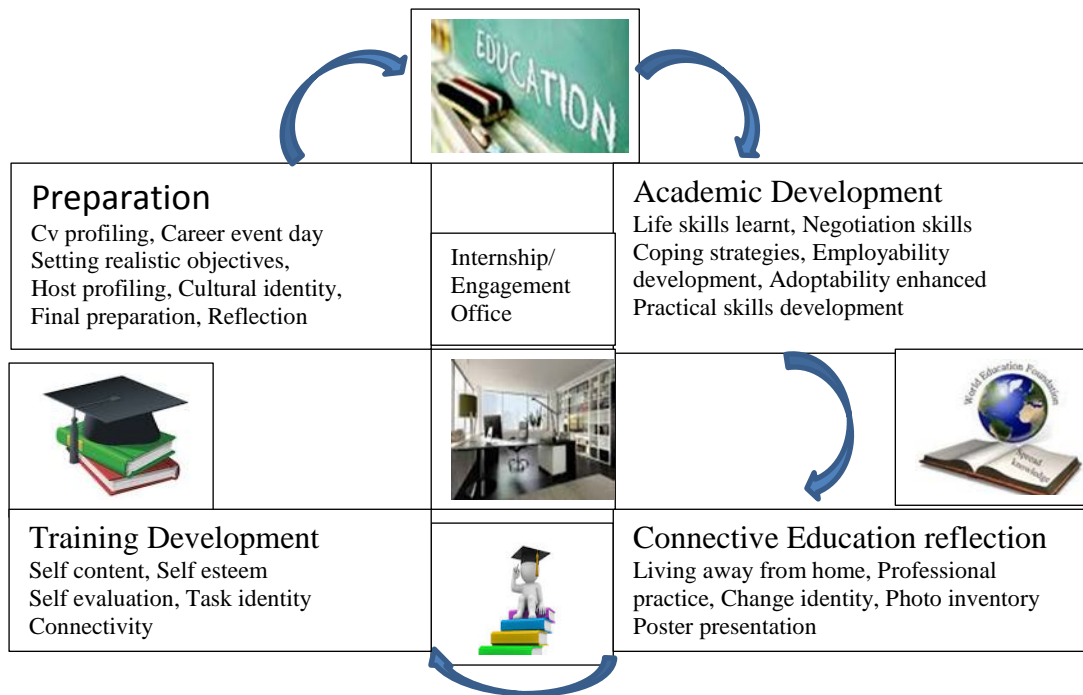 EDUCATION
Preparation
Cv profiling, Career event day
Setting realistic objectives,
Host profiling, Cultural identity,
Final preparation, Reflection
Internship/
Engagement
Office
Academic Development
Life skills learnt, Negotiation skills
Coping strategies, Employability
development, Adoptability enhanced
Practical skills development
World Education Foundation
Spread
knowledge
Training Development
Self content, Self esteem
Self evaluation, Task identity
Connectivity
Connective Education reflection
Living away from home, Professional
practice, Change identity, Photo inventory
Poster presentation